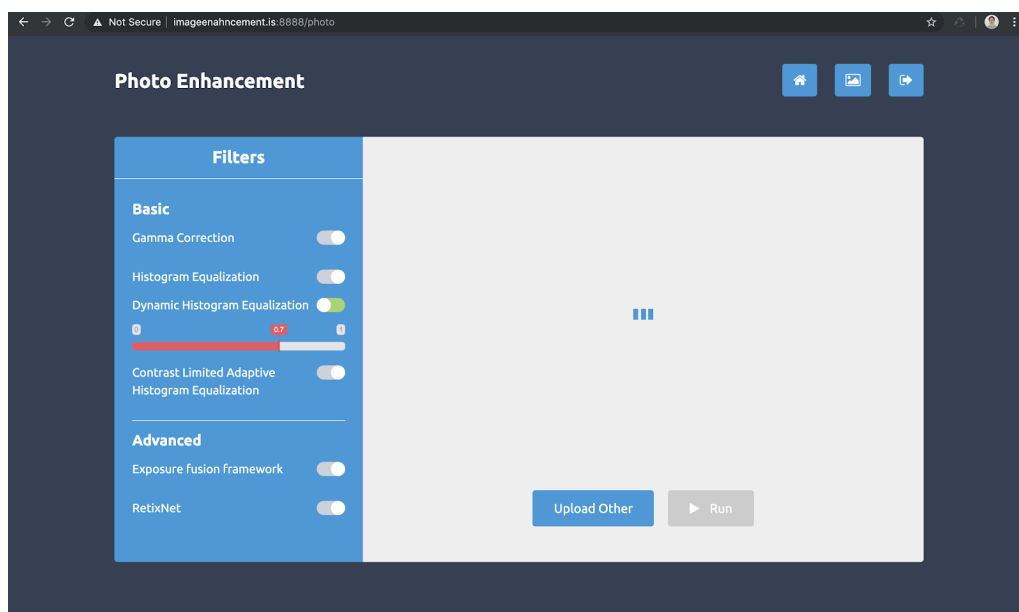 Not Secure | imageenahncement.is:8888/photo
Photo Enhancement
Filters
Basic
Gamma Correction
Histogram Equalization
Dynamic Histogram Equalization
0 0.7 1
Contrast Limited Adaptive
Histogram Equalization
Advanced
Exposure fusion framework
RetixNet
Upload Other
Run